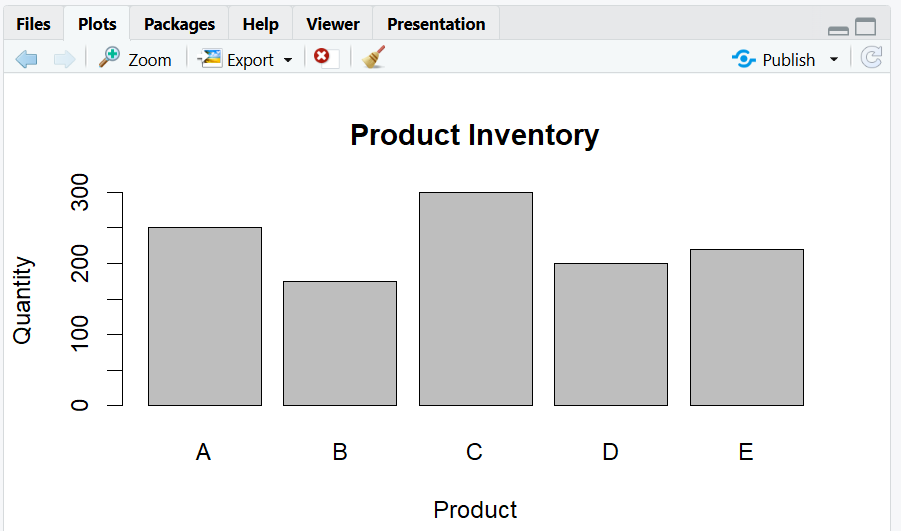 Files Plots Packages Help Viewer Presentation
Zoom Export Publish
Product Inventory
300
200
100
0
Quantity
A B C D E
Product